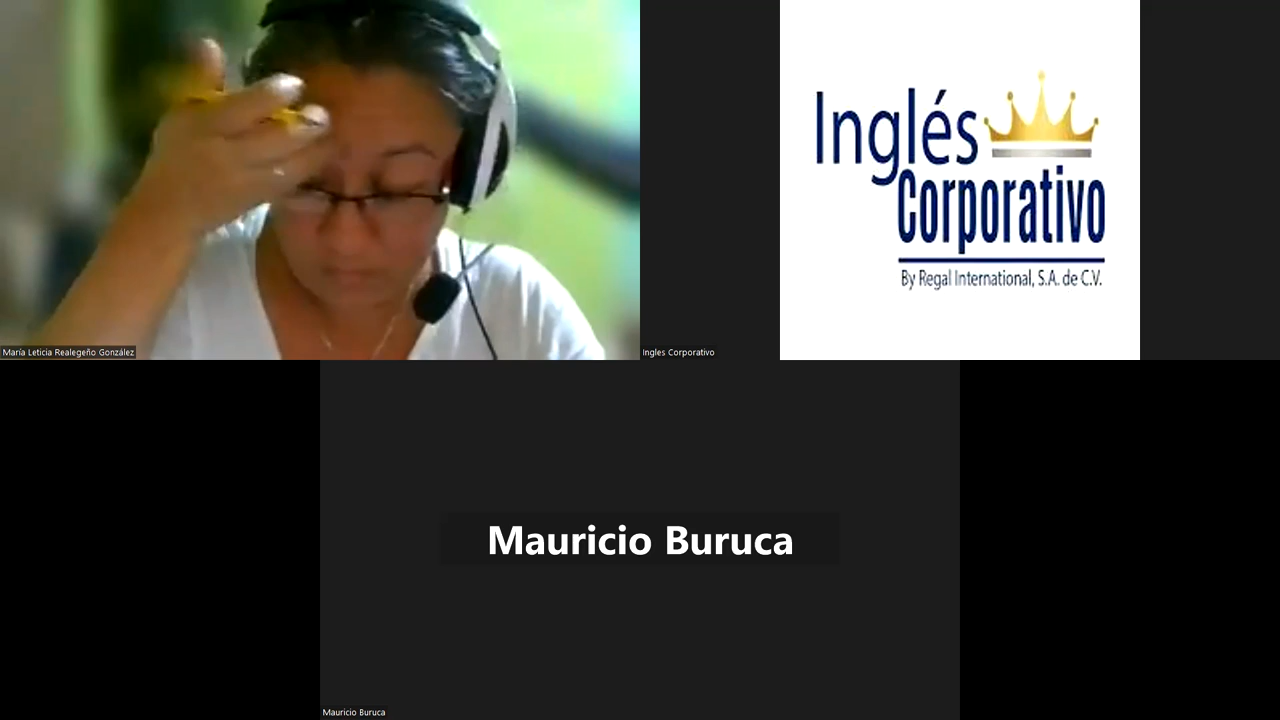 María Leticia Realegeño González
Inglés
Corporativo
By Regal International, S.A. de C.V.
Ingles Corporativo
Mauricio Buruca
Mauricio Buruca